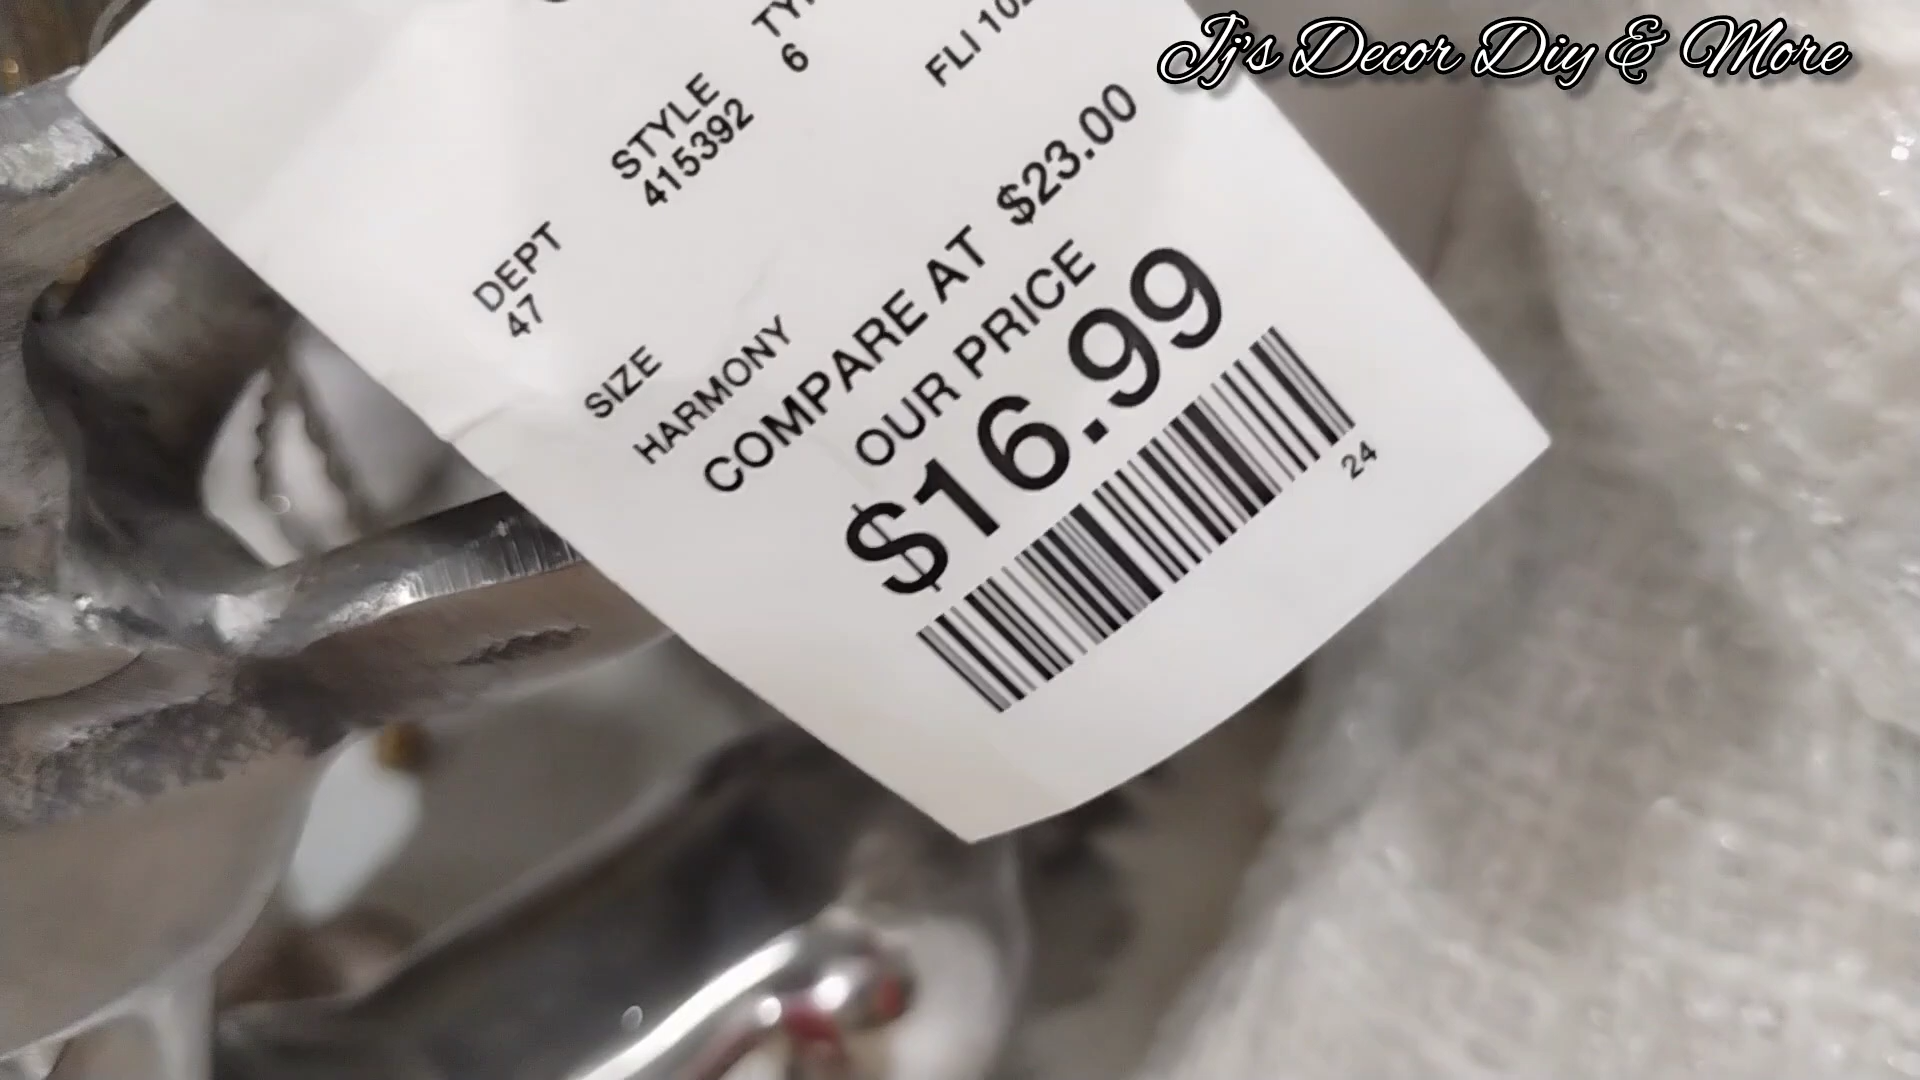 Jj's Decor Diy & More
6
STYLE
415392
DEPT
47
SIZE
HARMONY
COMPARE AT $23.00
OUR PRICE
$16.99
24